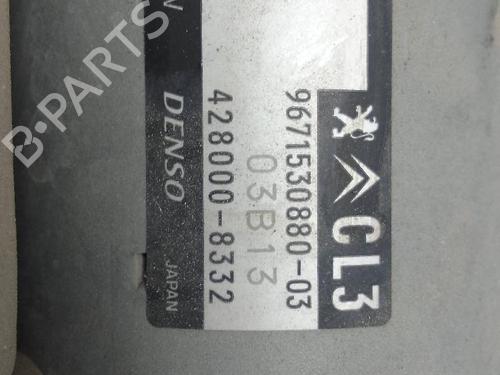 CL3
9671530880-03
03B13
428000-8332
DENSO
JAPAN
B-PARTS